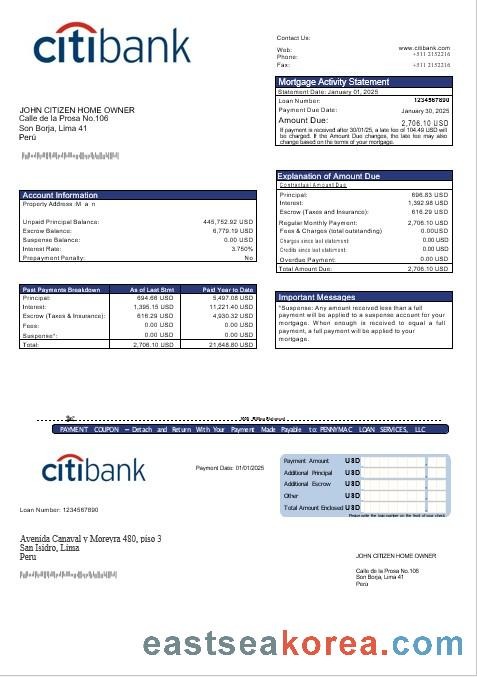 citibank
Contact Us:
Web: www.citibank.com
Phone: +511 2152216
Fax: +511 2152216
Mortgage Activity Statement
Statement Date: January 01, 2025
Loan Number: 1234567890
Payment Due Date: January 30, 2025
Amount Due: 2,706.10 USD
If payment is received after 30/01/25, a late fee of 104.49 USD will
be charged. If the Amount Due changes, the late fee may also
change based on the terms of your mortgage.
JOHN CITIZEN HOME OWNER
Calle de la Prosa No.106
Son Borja, Lima 41
Perú
Account Information
Property Address :M a n
Unpaid Principal Balance: 445,752.92 USD
Escrow Balance: 6,779.19 USD
Suspense Balance: 0.00 USD
Interest Rate: 3.750%
Prepayment Penalty: No
Explanation of Amount Due
Contractual Amount Due
Principal: 696.83 USD
Interest: 1,392.98 USD
Escrow (Taxes and Insurance): 616.29 USD
Regular Monthly Payment: 2,706.10 USD
Fees & Charges (total outstanding) 0.00USD
Charges since last statement: 0.00 USD
Credits since last statement: 0.00 USD
Overdue Payment: 0.00 USD
Total Amount Due: 2,706.10 USD
Past Payments Breakdown As of Last Stmt Paid Year to Date
Principal: 694.66 USD 5,497.08 USD
Interest: 1,395.15 USD 11,221.40 USD
Escrow (Taxes & Insurance): 616.29 USD 4,930.32 USD
Fees: 0.00 USD 0.00 USD
Suspense*: 0.00 USD 0.00 USD
Total: 2,706.10 USD 21,648.80 USD
Important Messages
*Suspense: Any amount received less than a full
payment will be applied to a suspense account for your
mortgage. When enough is received to equal a full
payment, a full payment will be applied to your
mortgage.
PAYMENT COUPON – Detach and Return With Your Payment Made Payable to: PENNYMAC LOAN SERVICES, LLC
citibank
Payment Date: 01/01/2025
Payment Amount USD
Additional Principal USD
Additional Escrow USD
Other USD
Total Amount Enclosed USD
Please write the loan number on the front of your check.
Loan Number: 1234567890
Avenida Canaval y Moreyra 480, piso 3
San Isidro, Lima
Peru
JOHN CITIZEN HOME OWNER
Calle de la Prosa No.106
Son Borja, Lima 41
Perú
eastseakorea.com